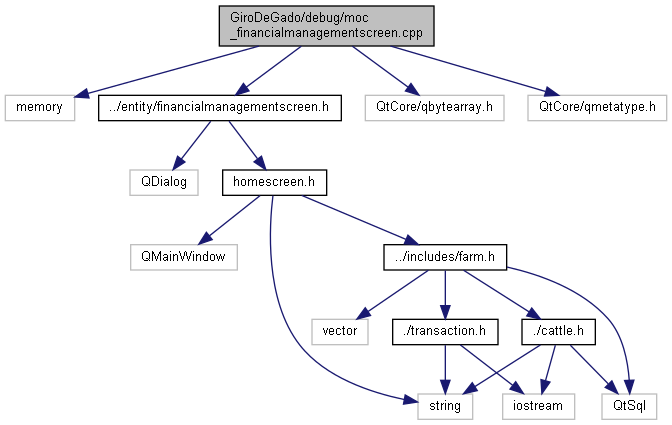 GiroDeGado/debug/moc
_financialmanagementscreen.cpp
memory
../entity/financialmanagementscreen.h
QtCore/qbytearray.h
QtCore/qmetatype.h
QDialog
homescreen.h
QMainWindow
../includes/farm.h
vector
./transaction.h
./cattle.h
string
iostream
QtSql